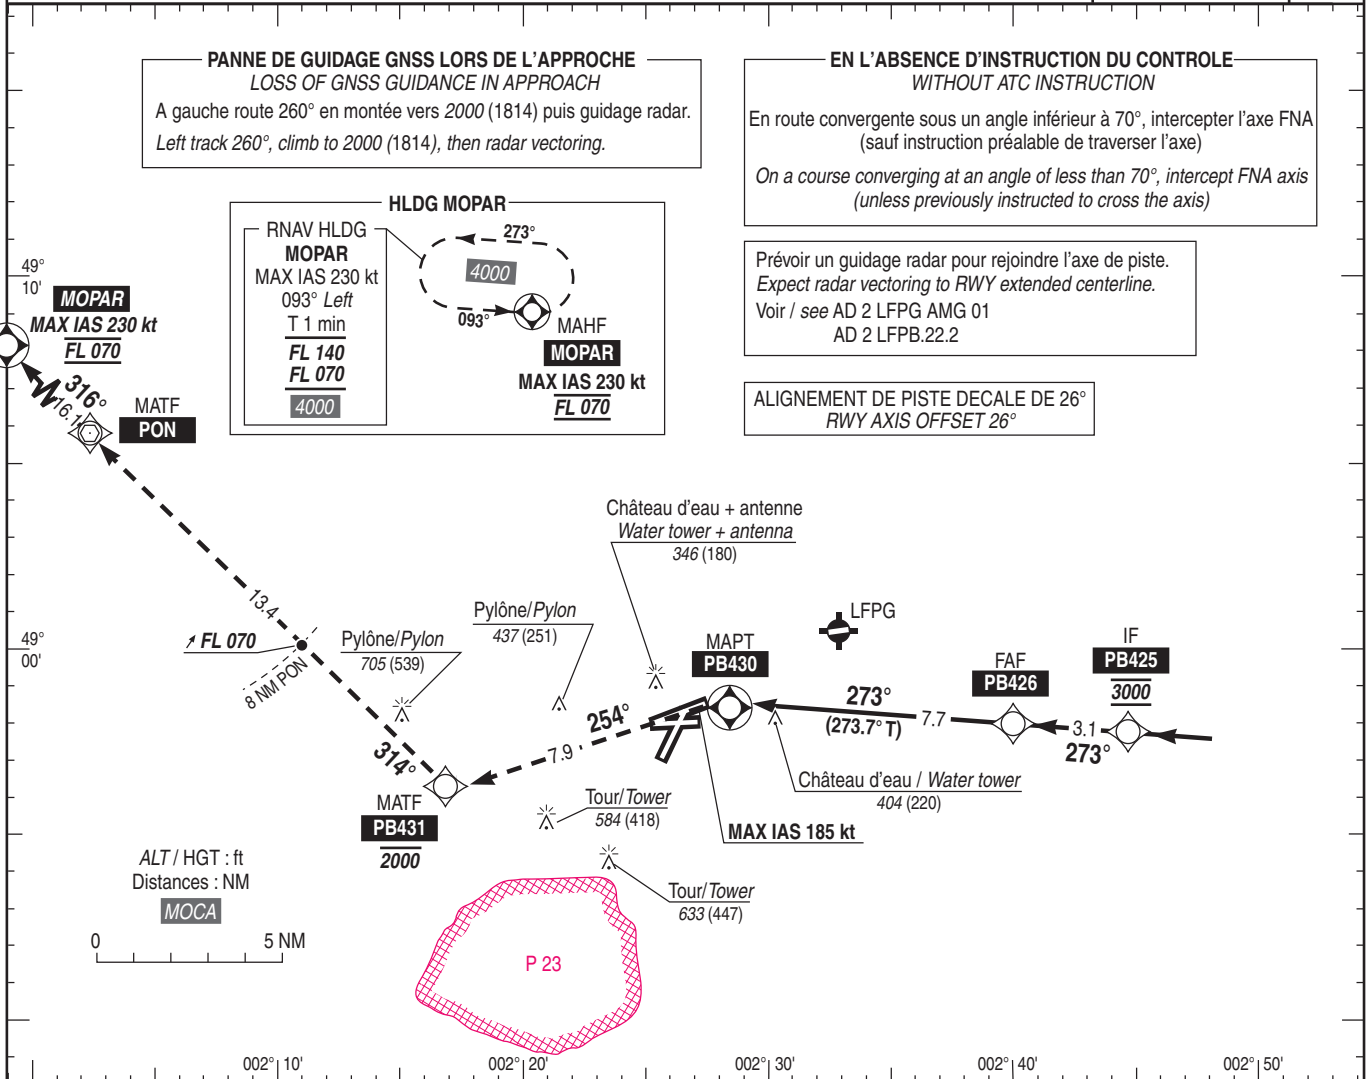 PANNE DE GUIDAGE GNSS LORS DE L'APPROCHE
LOSS OF GNSS GUIDANCE IN APPROACH
A gauche route 260° en montée vers 2000 (1814) puis guidage radar.
Left track 260°, climb to 2000 (1814), then radar vectoring.
EN L'ABSENCE D'INSTRUCTION DU CONTROLE
WITHOUT ATC INSTRUCTION
En route convergente sous un angle inférieur à 70°, intercepter l'axe FNA
(sauf instruction préalable de traverser l'axe)
On a course converging at an angle of less than 70°, intercept FNA axis
(unless previously instructed to cross the axis)
HLDG MOPAR
RNAV HLDG
MOPAR
MAX IAS 230 kt
093° Left
T 1 min
FL 140
FL 070
4000
273°
4000
093°
MAHF
MOPAR
MAX IAS 230 kt
FL 070
Prévoir un guidage radar pour rejoindre l'axe de piste.
Expect radar vectoring to RWY extended centerline.
Voir / see AD 2 LFPG AMG 01
AD 2 LFPB.22.2
ALIGNEMENT DE PISTE DECALE DE 26°
RWY AXIS OFFSET 26°
49°
10'
MOPAR
MAX IAS 230 kt
FL 070
316°
16.1
MATF
PON
13.4
Château d'eau + antenne
Water tower + antenna
346 (180)
LFPG
Pylône/Pylon
437 (251)
49°
00'
FL 070
8 NM PON
Pylône/Pylon
705 (539)
MAPT
PB430
IF
PB425
3000
FAF
PB426
273°
(273.7° T)
7.7
3.1
273°
254°
7.9
314°
MATF
PB431
2000
Château d'eau / Water tower
404 (220)
Tour/Tower
584 (418)
MAX IAS 185 kt
Tour/Tower
633 (447)
ALT / HGT : ft
Distances : NM
MOCA
0 5 NM
P 23
002° 10'
002° 20'
002° 30'
002° 40'
002° 50'